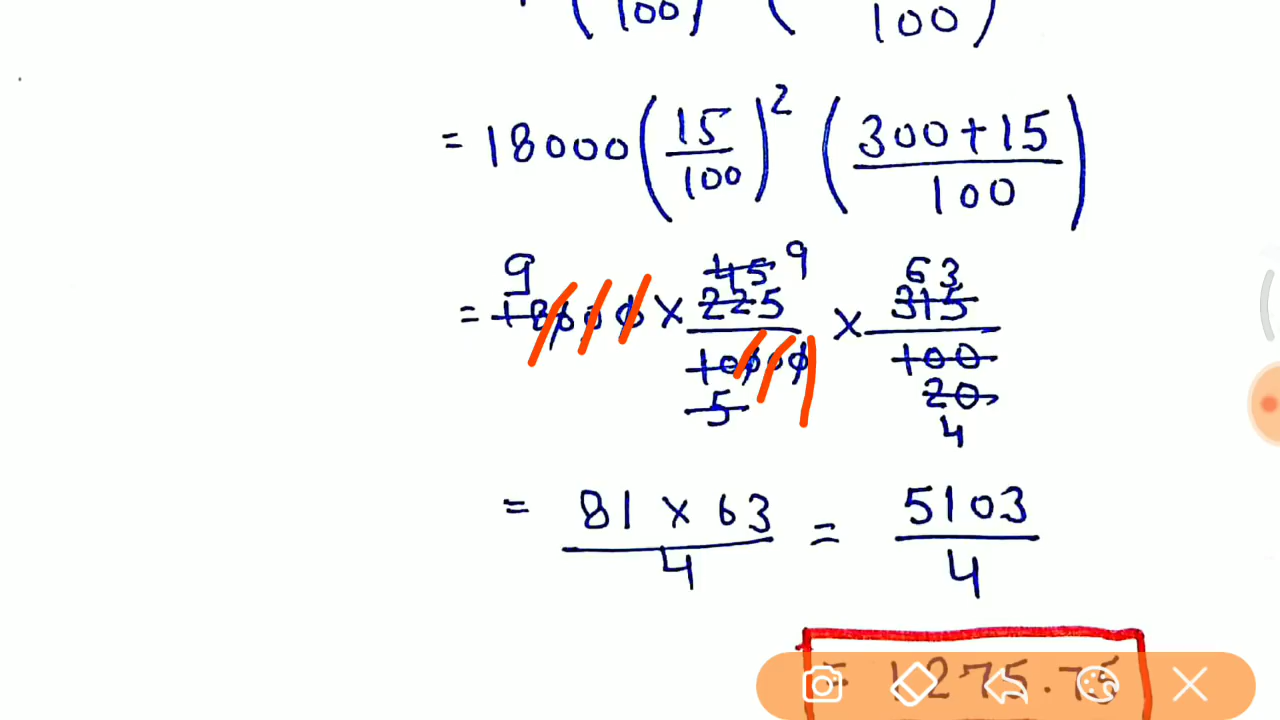 ( 100 ) ( 100 )
= 18000 (15/100)² (300+15/100)
9 45 9 63
= 18000 × 225/10000 × 315/100
5 20
4
= 81 × 63/4 = 5103/4
= 1275.75